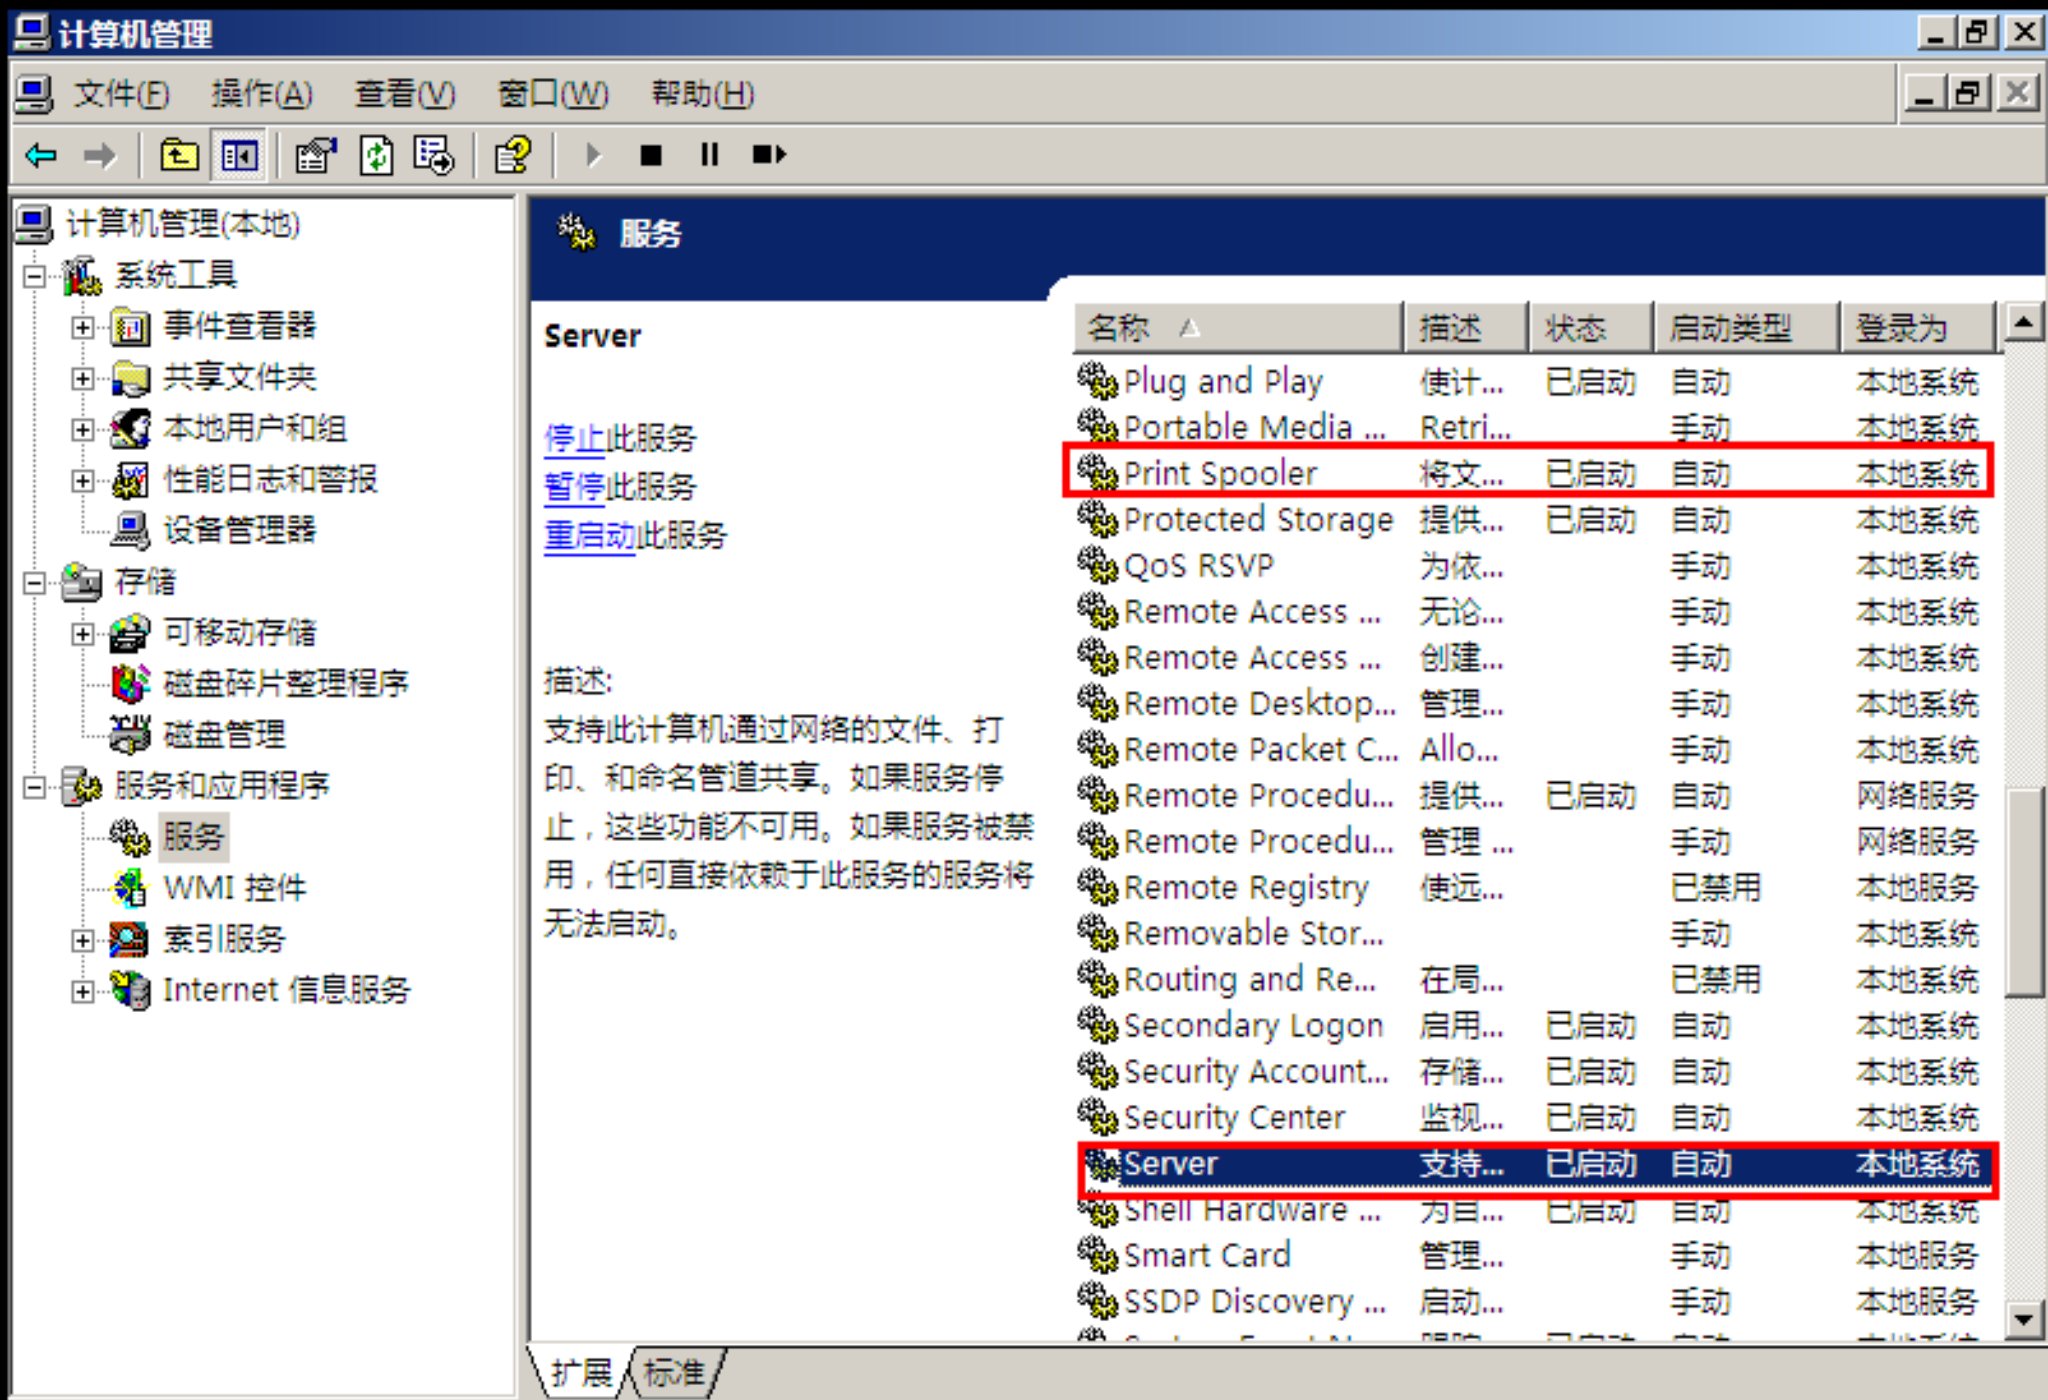 计算机管理
文件(F) 操作(A) 查看(V) 窗口(W) 帮助(H)
计算机管理(本地)
系统工具
事件查看器
共享文件夹
本地用户和组
性能日志和警报
设备管理器
存储
可移动存储
磁盘碎片整理程序
磁盘管理
服务和应用程序
服务
WMI 控件
索引服务
Internet 信息服务
服务
Server
停止此服务
暂停此服务
重启动此服务
描述:
支持此计算机通过网络的文件、打
印、和命名管道共享。如果服务停
止，这些功能不可用。如果服务被禁
用，任何直接依赖于此服务的服务将
无法启动。
名称 描述 状态 启动类型 登录为
Plug and Play 使计... 已启动 自动 本地系统
Portable Media ... Retri... 手动 本地系统
Print Spooler 将文... 已启动 自动 本地系统
Protected Storage 提供... 已启动 自动 本地系统
QoS RSVP 为依... 手动 本地系统
Remote Access ... 无论... 手动 本地系统
Remote Access ... 创建... 手动 本地系统
Remote Desktop... 管理... 手动 本地系统
Remote Packet C... Allo... 手动 本地系统
Remote Procedu... 提供... 已启动 自动 网络服务
Remote Procedu... 管理 ... 手动 网络服务
Remote Registry 使远... 已禁用 本地服务
Removable Stor... 手动 本地系统
Routing and Re... 在局... 已禁用 本地系统
Secondary Logon 启用... 已启动 自动 本地系统
Security Account... 存储... 已启动 自动 本地系统
Security Center 监视... 已启动 自动 本地系统
Server 支持... 已启动 自动 本地系统
Shell Hardware ... 为自... 已启动 自动 本地系统
Smart Card 管理... 手动 本地服务
SSDP Discovery ... 启动... 手动 本地服务
扩展 标准